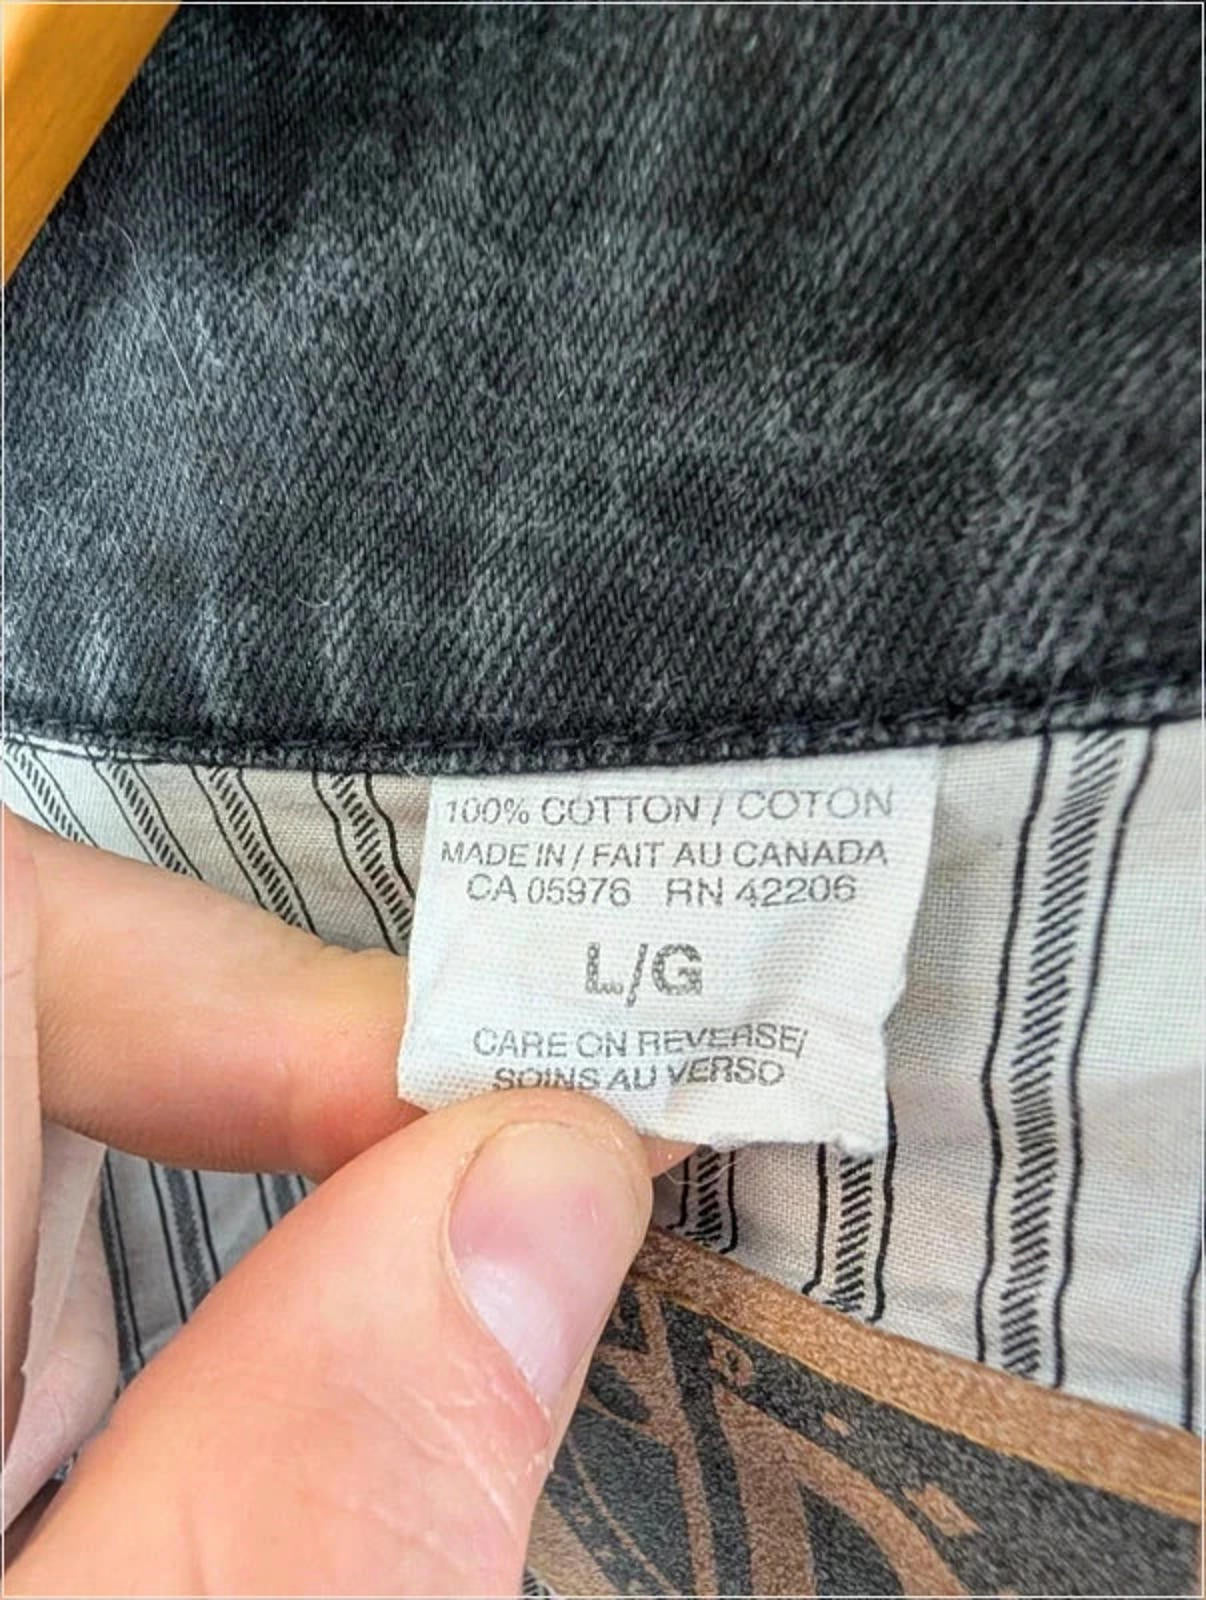 100% COTTON / COTON
MADE IN / FAIT AU CANADA
CA 05976 RN 42206
L/G
CARE ON REVERSE/
SOINS AU VERSO